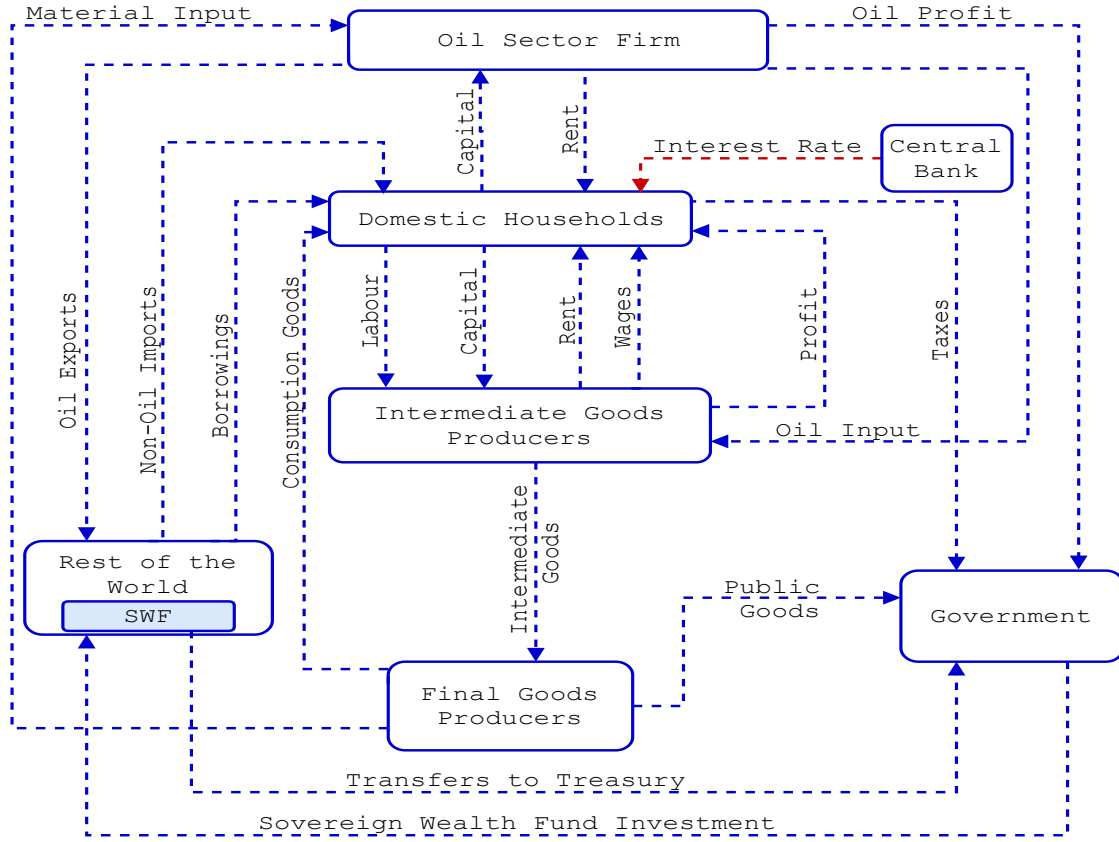 Material Input
Oil Profit
Oil Sector Firm
Capital
Rent
Interest Rate
Central
Bank
Domestic Households
Oil Exports
Non-Oil Imports
Borrowings
Consumption Goods
Labour
Capital
Rent
Wages
Profit
Taxes
Intermediate Goods
Producers
Oil Input
Intermediate
Goods
Rest of the
World
SWF
Public
Goods
Government
Final Goods
Producers
Transfers to Treasury
Sovereign Wealth Fund Investment